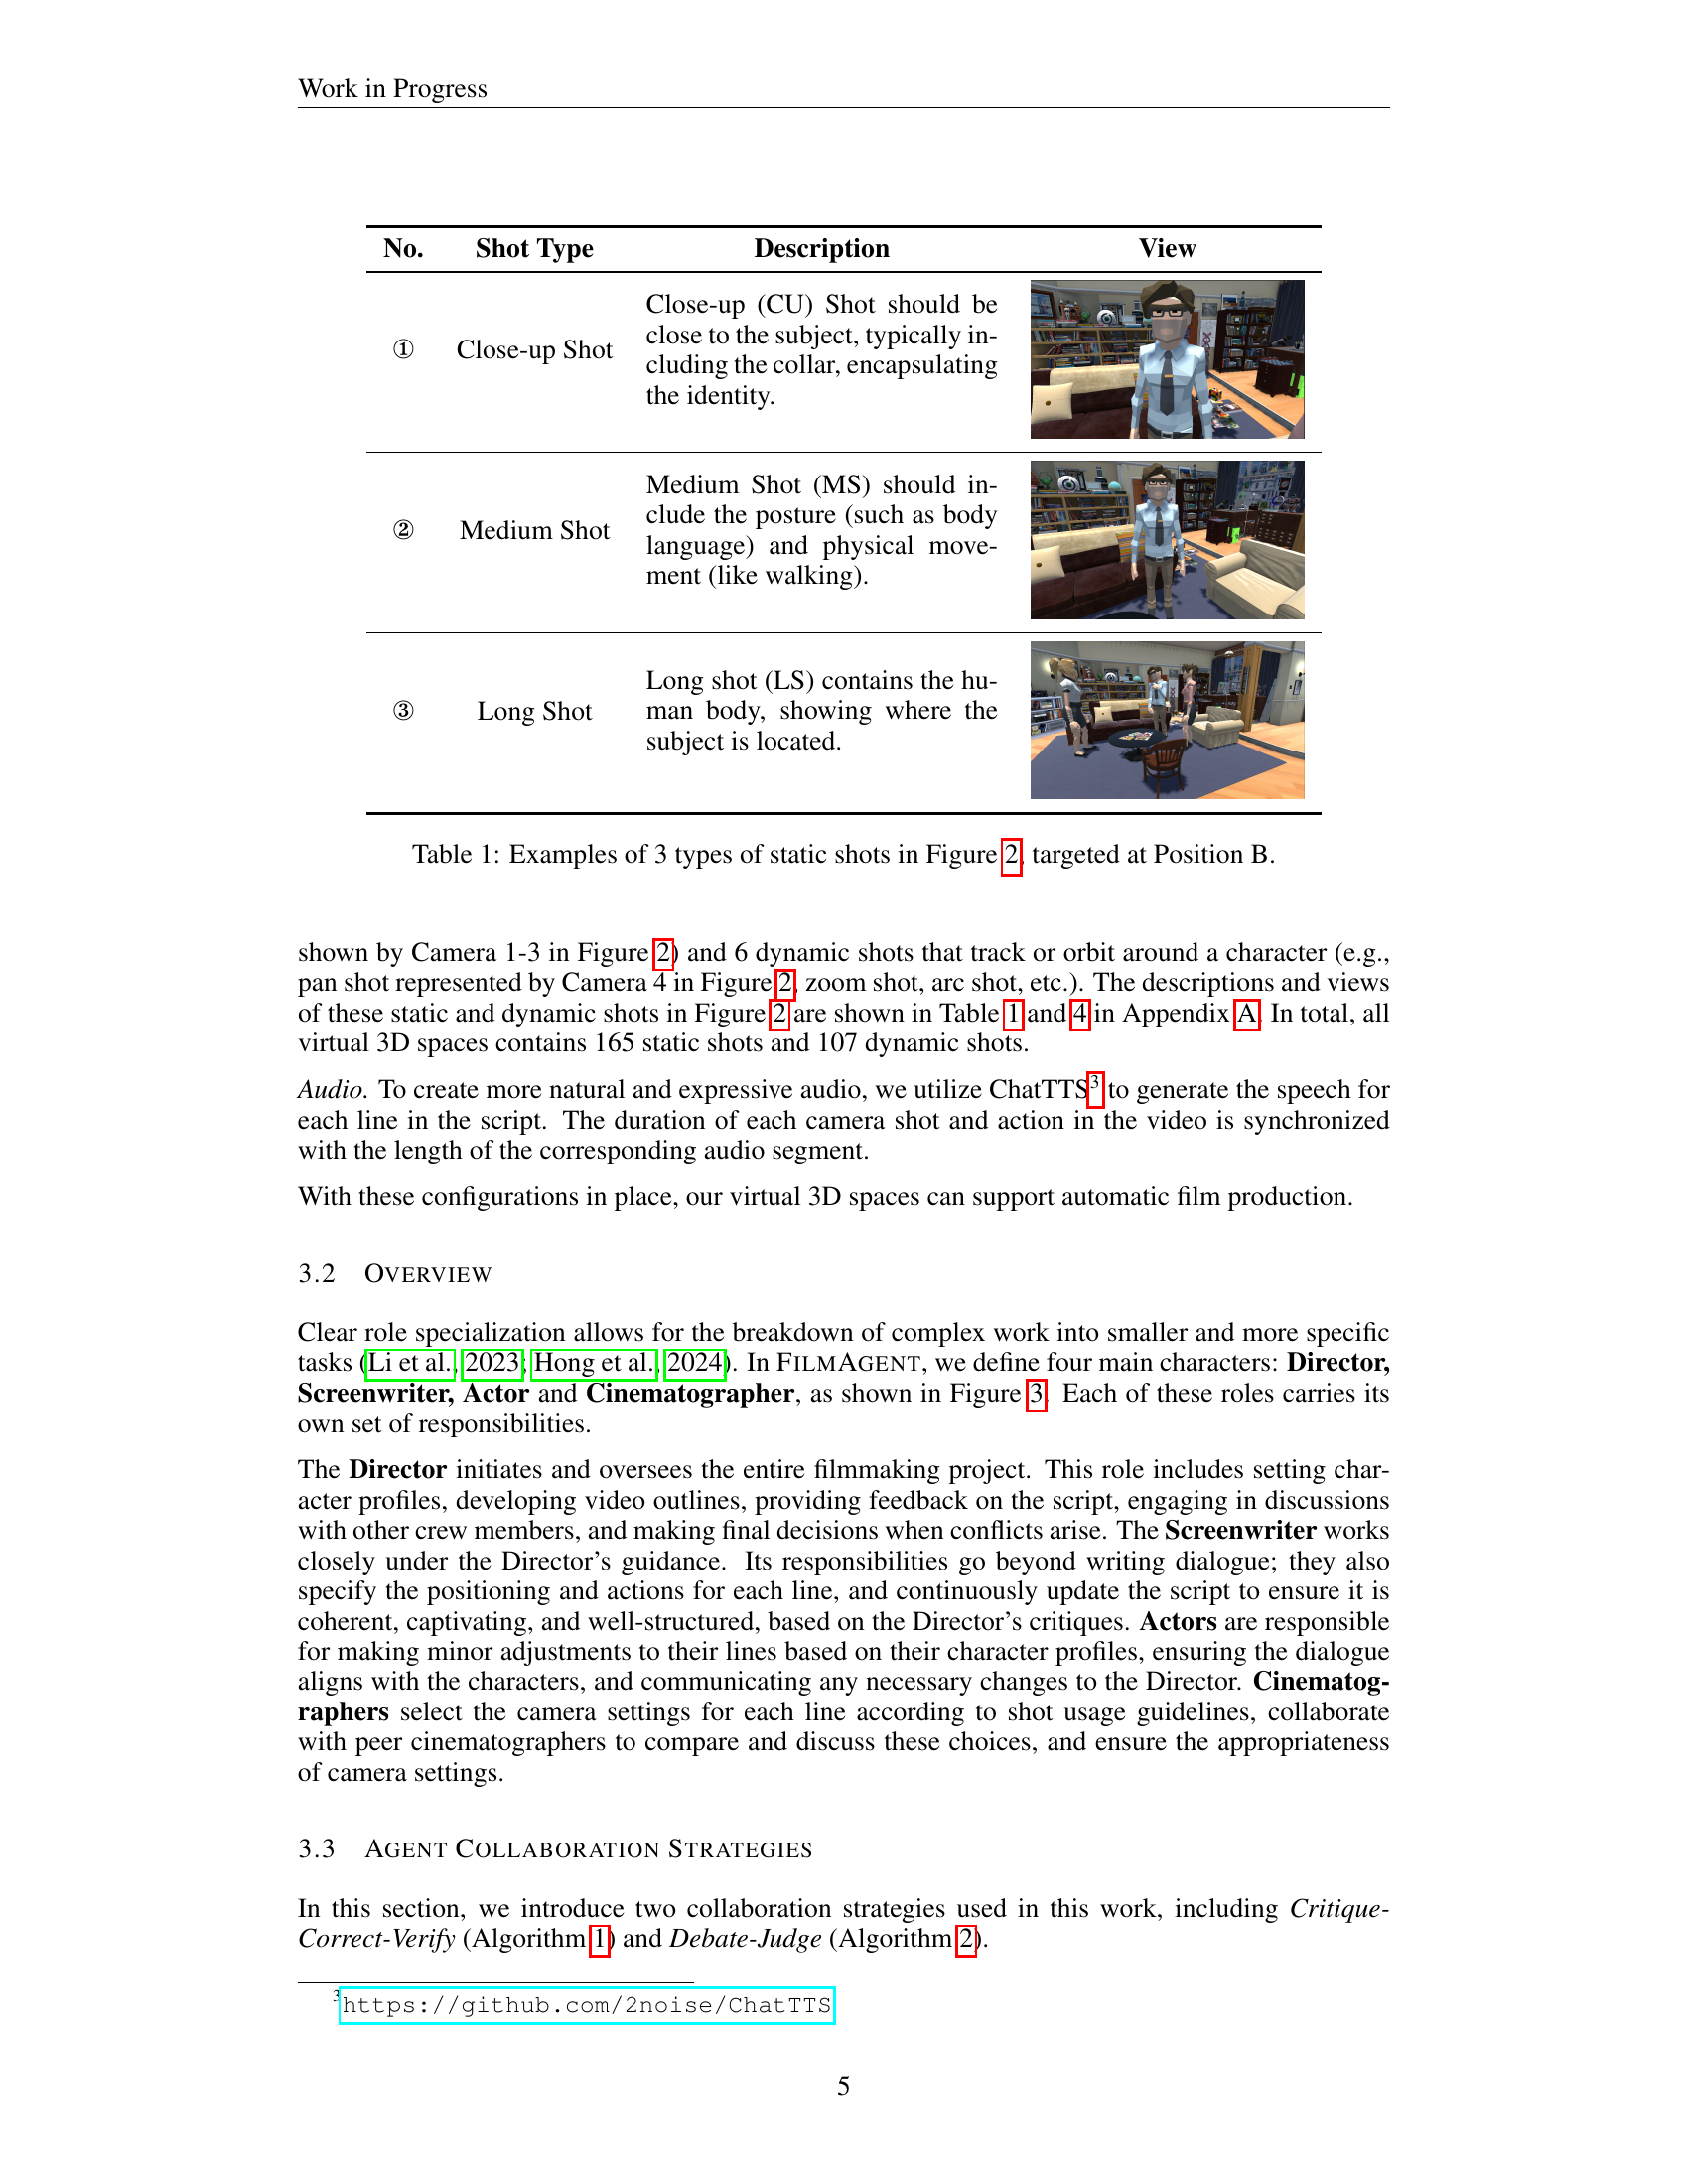 Work in Progress
No. Shot Type Description View
① Close-up Shot
Close-up (CU) Shot should be
close to the subject, typically in-
cluding the collar, encapsulating
the identity.
② Medium Shot
Medium Shot (MS) should in-
clude the posture (such as body
language) and physical move-
ment (like walking).
③ Long Shot
Long shot (LS) contains the hu-
man body, showing where the
subject is located.
Table 1: Examples of 3 types of static shots in Figure 2, targeted at Position B.
shown by Camera 1-3 in Figure 2) and 6 dynamic shots that track or orbit around a character (e.g.,
pan shot represented by Camera 4 in Figure 2, zoom shot, arc shot, etc.). The descriptions and views
of these static and dynamic shots in Figure 2 are shown in Table 1 and 4 in Appendix A. In total, all
virtual 3D spaces contains 165 static shots and 107 dynamic shots.
Audio. To create more natural and expressive audio, we utilize ChatTTS3 to generate the speech for
each line in the script. The duration of each camera shot and action in the video is synchronized
with the length of the corresponding audio segment.
With these configurations in place, our virtual 3D spaces can support automatic film production.
3.2 OVERVIEW
Clear role specialization allows for the breakdown of complex work into smaller and more specific
tasks (Li et al., 2023; Hong et al., 2024). In FILMAGENT, we define four main characters: Director,
Screenwriter, Actor and Cinematographer, as shown in Figure 3. Each of these roles carries its
own set of responsibilities.
The Director initiates and oversees the entire filmmaking project. This role includes setting char-
acter profiles, developing video outlines, providing feedback on the script, engaging in discussions
with other crew members, and making final decisions when conflicts arise. The Screenwriter works
closely under the Director's guidance. Its responsibilities go beyond writing dialogue; they also
specify the positioning and actions for each line, and continuously update the script to ensure it is
coherent, captivating, and well-structured, based on the Director's critiques. Actors are responsible
for making minor adjustments to their lines based on their character profiles, ensuring the dialogue
aligns with the characters, and communicating any necessary changes to the Director. Cinematog-
raphers select the camera settings for each line according to shot usage guidelines, collaborate
with peer cinematographers to compare and discuss these choices, and ensure the appropriateness
of camera settings.
3.3 AGENT COLLABORATION STRATEGIES
In this section, we introduce two collaboration strategies used in this work, including Critique-
Correct-Verify (Algorithm 1) and Debate-Judge (Algorithm 2).
3https://github.com/2noise/ChatTTS
5